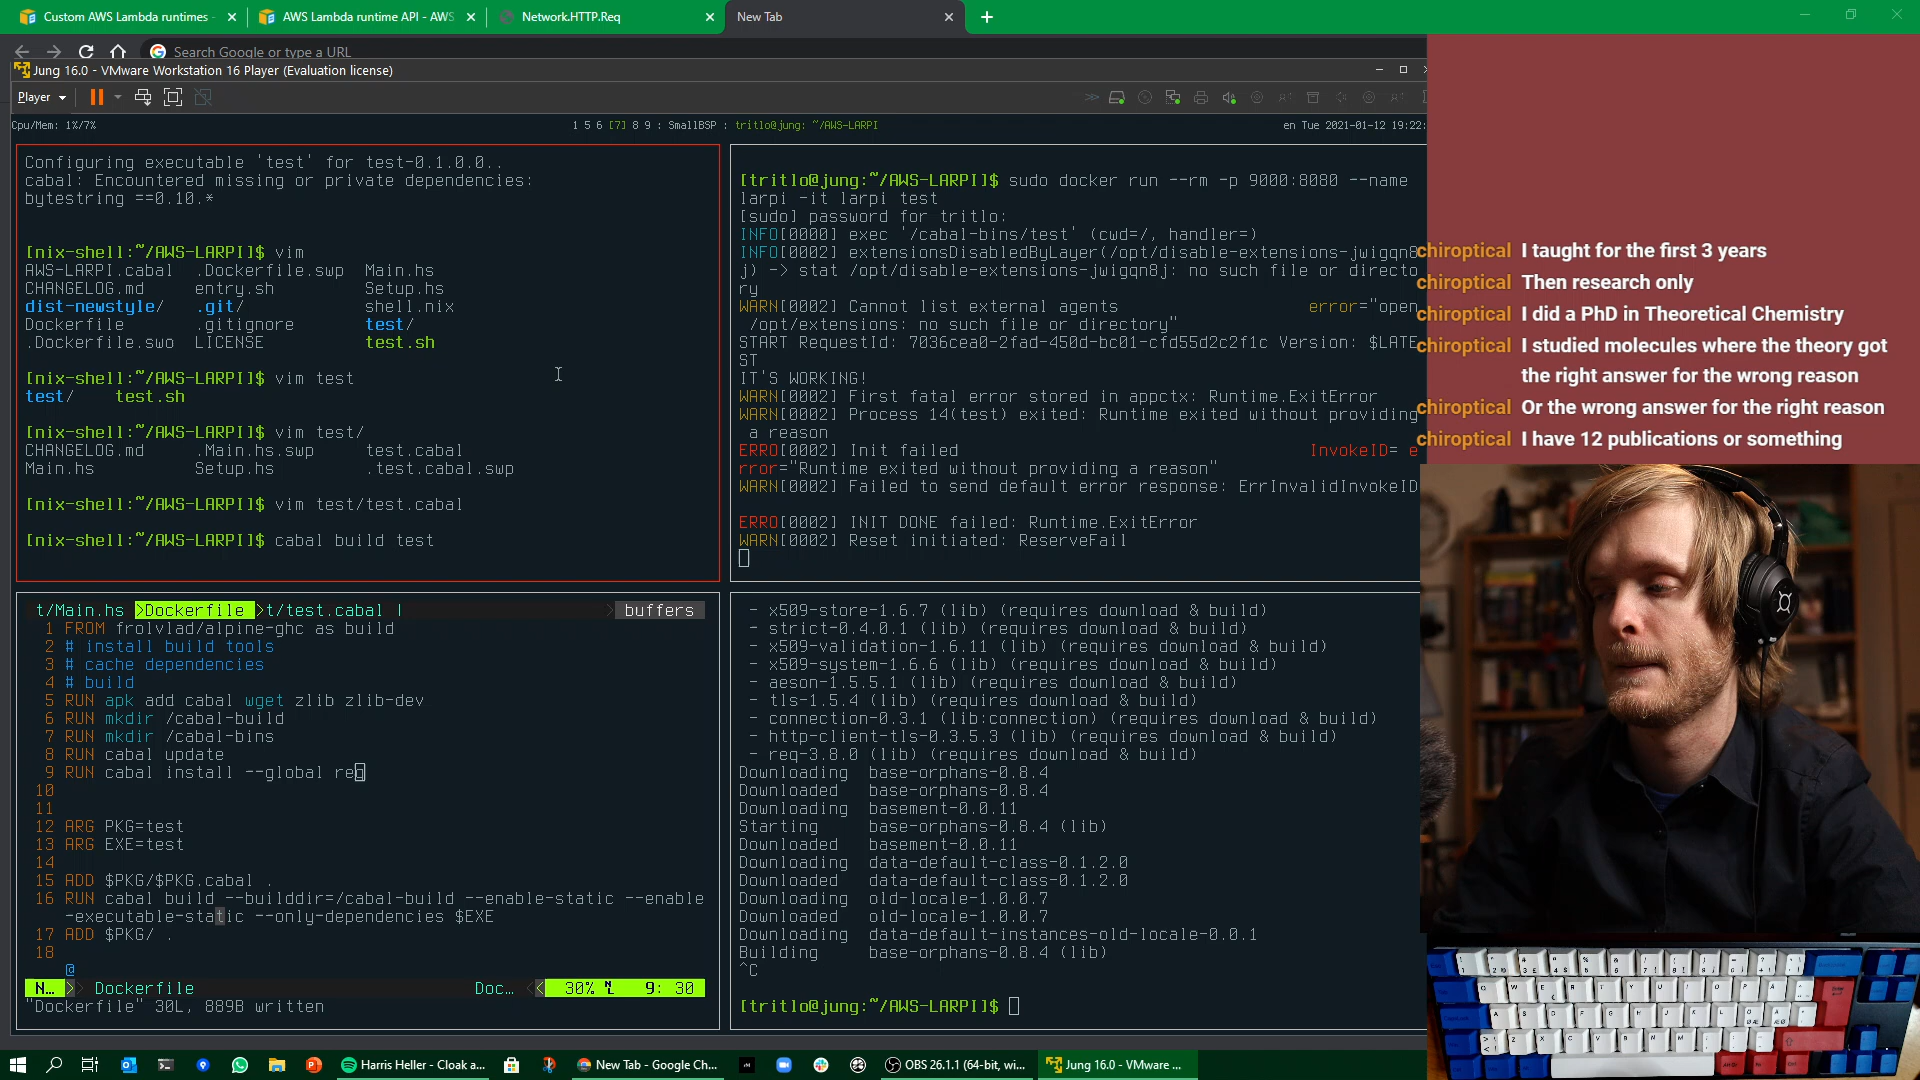 Custom AWS Lambda runtimes -
AWS Lambda runtime API - AWS
Network.HTTP.Req
New Tab
Search Google or type a URL
Jung 16.0 - VMware Workstation 16 Player (Evaluation license)
Player
Cpu/Mem: 1%/7%
1 5 6 [7] 8 9 : SmallBSP : tritlo@jung: ~/AWS-LARPI
en Tue 2021-01-12 19:22:
Configuring executable 'test' for test-0.1.0.0..
cabal: Encountered missing or private dependencies:
bytestring ==0.10.*
[nix-shell:~/AWS-LARPI]$ vim
AWS-LARPI.cabal .Dockerfile.swp Main.hs
CHANGELOG.md entry.sh Setup.hs
dist-newstyle/ .git/ shell.nix
Dockerfile .gitignore test/
.Dockerfile.swo LICENSE test.sh
[nix-shell:~/AWS-LARPI]$ vim test
test/ test.sh
[nix-shell:~/AWS-LARPI]$ vim test/
CHANGELOG.md .Main.hs.swp test.cabal
Main.hs Setup.hs .test.cabal.swp
[nix-shell:~/AWS-LARPI]$ vim test/test.cabal
[nix-shell:~/AWS-LARPI]$ cabal build test
[tritlo@jung:~/AWS-LARPI]$ sudo docker run --rm -p 9000:8080 --name
larpi -it larpi test
[sudo] password for tritlo:
INFO[0000] exec '/cabal-bins/test' (cwd=/, handler=)
INFO[0002] extensionsDisabledByLayer(/opt/disable-extensions-jwigqn8
j) -> stat /opt/disable-extensions-jwigqn8j: no such file or directo
ry
WARN[0002] Cannot list external agents error="open
/opt/extensions: no such file or directory"
START RequestId: 7036cea0-2fad-450d-bc01-cfd55d2c2f1c Version: $LATE
ST
IT'S WORKING!
WARN[0002] First fatal error stored in appctx: Runtime.ExitError
WARN[0002] Process 14(test) exited: Runtime exited without providing
a reason
ERRO[0002] Init failed InvokeID= e
rror="Runtime exited without providing a reason"
WARN[0002] Failed to send default error response: ErrInvalidInvokeID
ERRO[0002] INIT DONE failed: Runtime.ExitError
WARN[0002] Reset initiated: ReserveFail
t/Main.hs >Dockerfile >t/test.cabal | buffers
1 FROM frolvlad/alpine-ghc as build
2 # install build tools
3 # cache dependencies
4 # build
5 RUN apk add cabal wget zlib zlib-dev
6 RUN mkdir /cabal-build
7 RUN mkdir /cabal-bins
8 RUN cabal update
9 RUN cabal install --global req
10
11
12 ARG PKG=test
13 ARG EXE=test
14
15 ADD $PKG/$PKG.cabal .
16 RUN cabal build --builddir=/cabal-build --enable-static --enable
-executable-static --only-dependencies $EXE
17 ADD $PKG/ .
18
@
N... > Dockerfile Doc... < 30% 9: 30
"Dockerfile" 30L, 889B written
- x509-store-1.6.7 (lib) (requires download & build)
- strict-0.4.0.1 (lib) (requires download & build)
- x509-validation-1.6.11 (lib) (requires download & build)
- x509-system-1.6.6 (lib) (requires download & build)
- aeson-1.5.5.1 (lib) (requires download & build)
- tls-1.5.4 (lib) (requires download & build)
- connection-0.3.1 (lib:connection) (requires download & build)
- http-client-tls-0.3.5.3 (lib) (requires download & build)
- req-3.8.0 (lib) (requires download & build)
Downloading base-orphans-0.8.4
Downloaded base-orphans-0.8.4
Downloading basement-0.0.11
Starting base-orphans-0.8.4 (lib)
Downloaded basement-0.0.11
Downloading data-default-class-0.1.2.0
Downloaded data-default-class-0.1.2.0
Downloading old-locale-1.0.0.7
Downloaded old-locale-1.0.0.7
Downloading data-default-instances-old-locale-0.0.1
Building base-orphans-0.8.4 (lib)
^C
[tritlo@jung:~/AWS-LARPI]$
chiroptical I taught for the first 3 years
chiroptical Then research only
chiroptical I did a PhD in Theoretical Chemistry
chiroptical I studied molecules where the theory got
the right answer for the wrong reason
chiroptical Or the wrong answer for the right reason
chiroptical I have 12 publications or something
Harris Heller - Cloak a...
New Tab - Google Ch...
OBS 26.1.1 (64-bit, wi...
Jung 16.0 - VMware ...